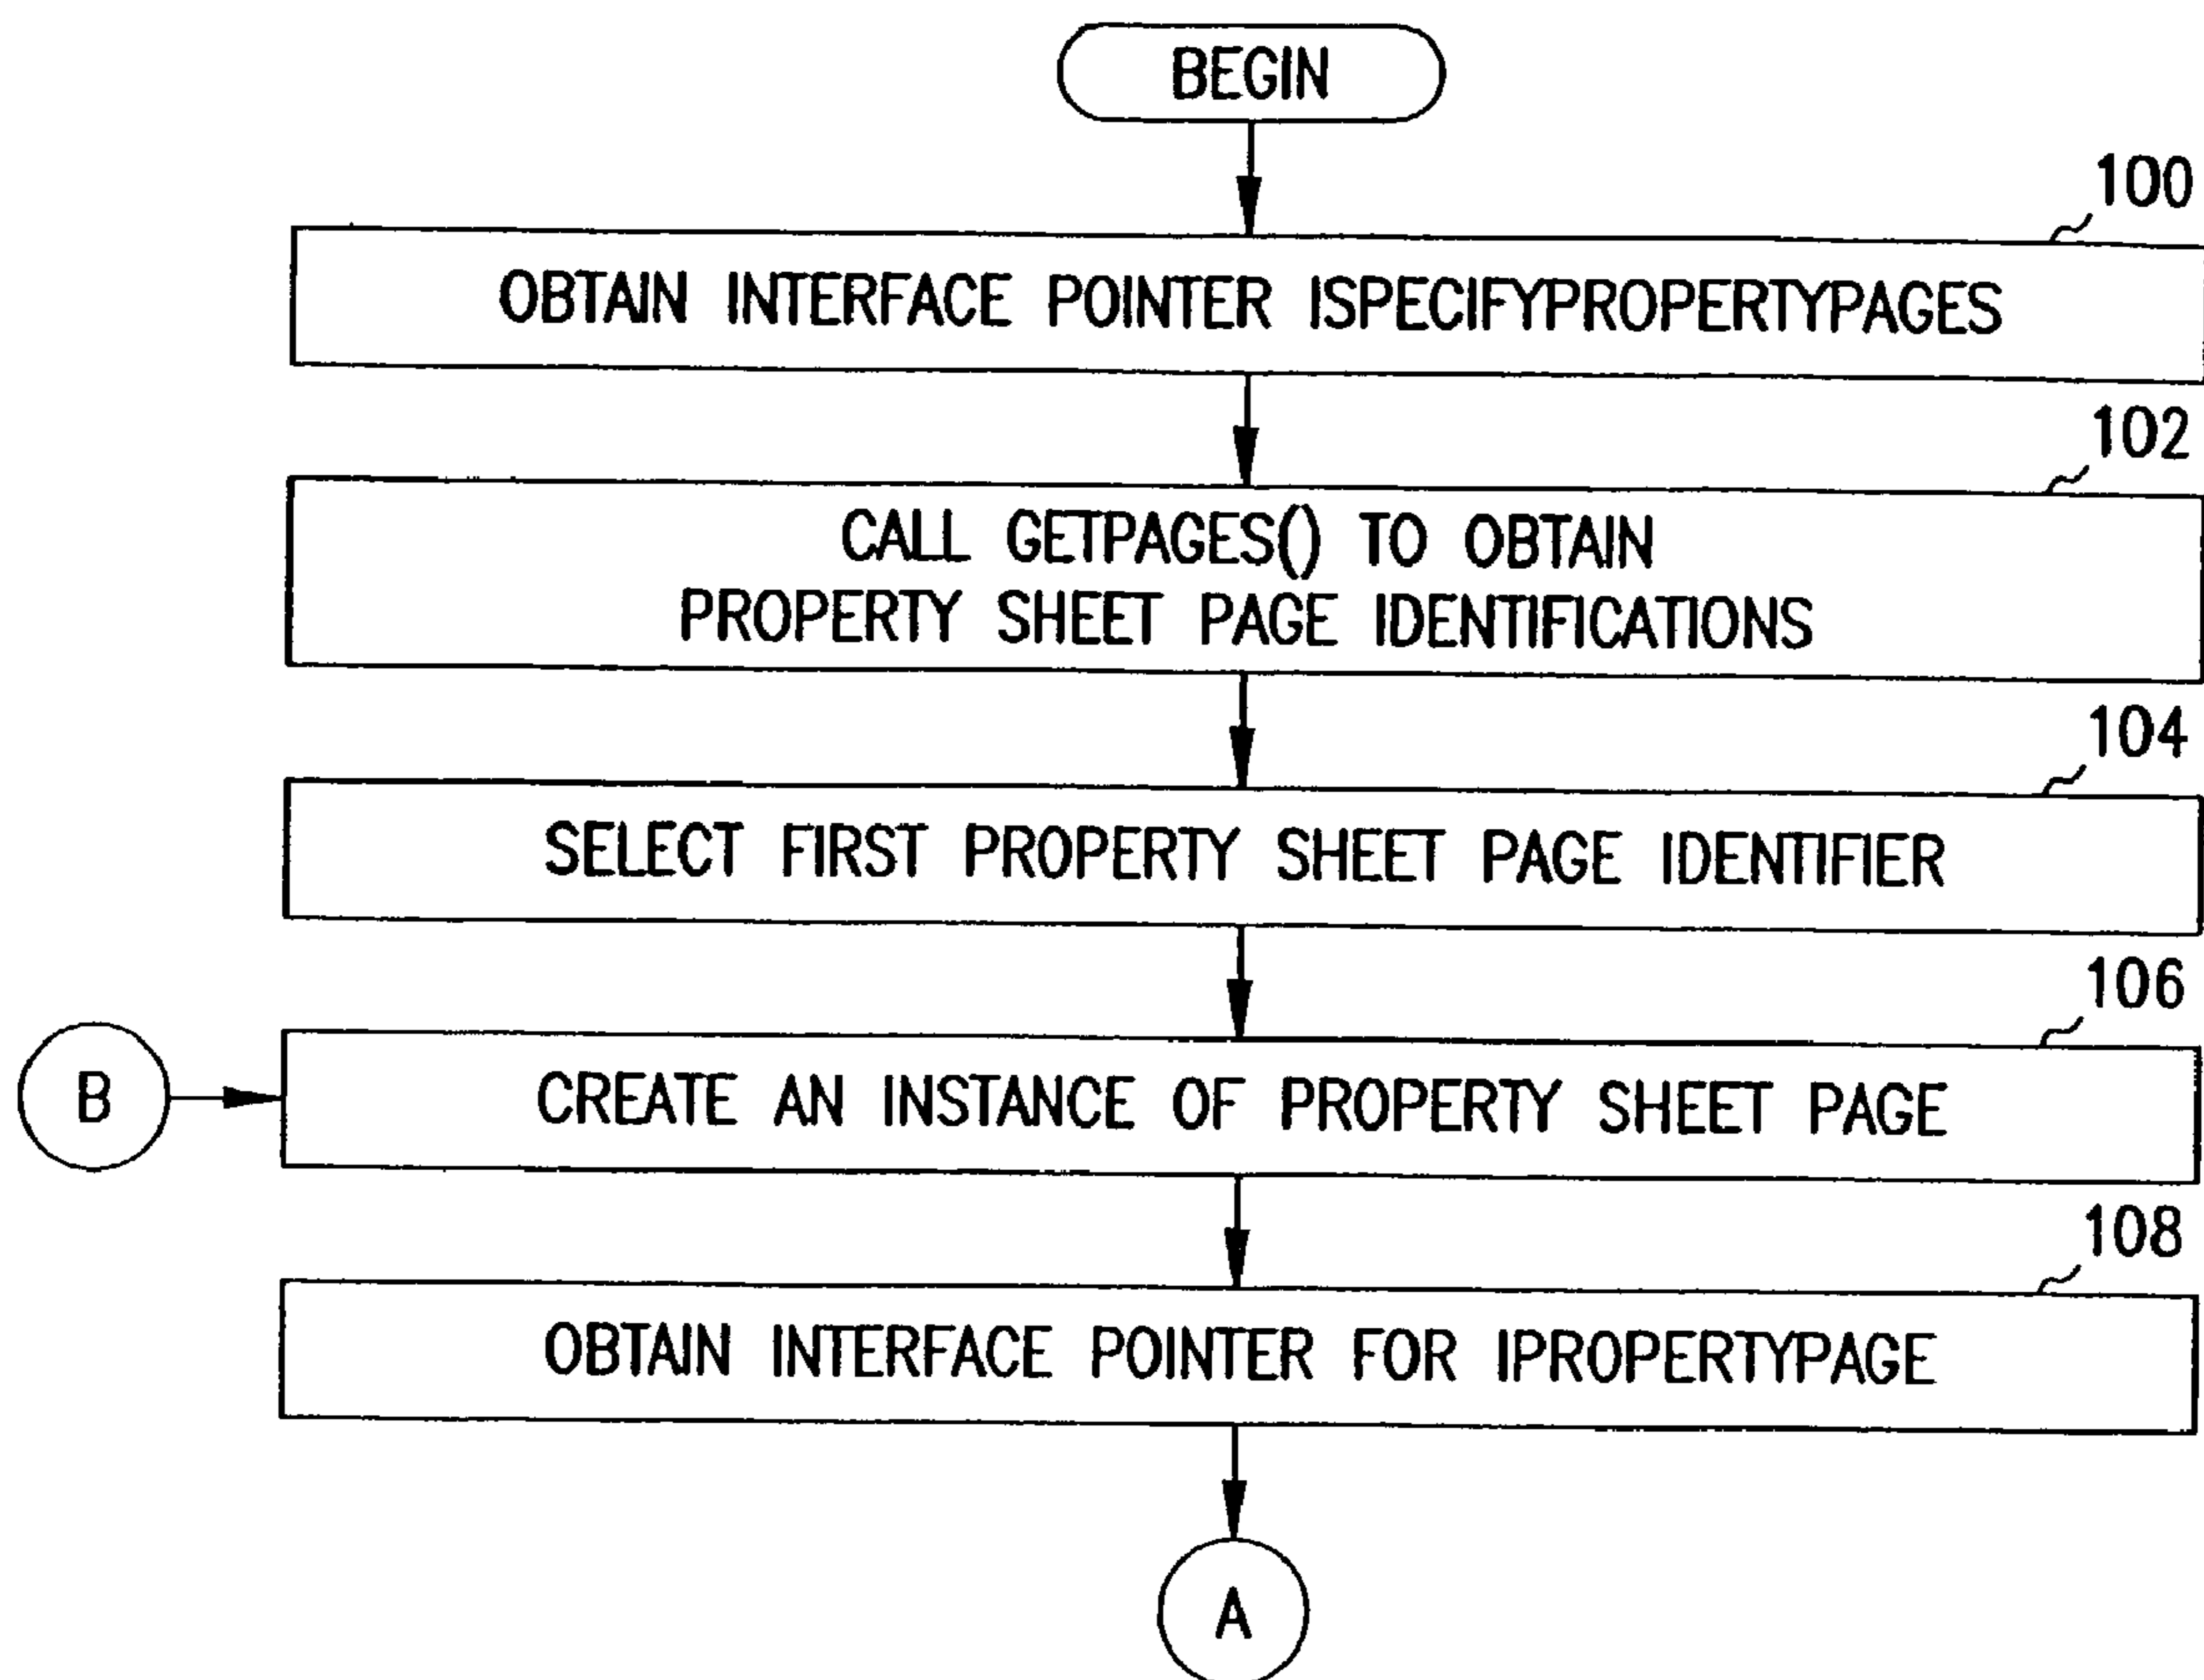 BEGIN
100
OBTAIN INTERFACE POINTER ISPECIFYPROPERTYPAGES
102
CALL GETPAGES() TO OBTAIN
PROPERTY SHEET PAGE IDENTIFICATIONS
104
SELECT FIRST PROPERTY SHEET PAGE IDENTIFIER
106
B
CREATE AN INSTANCE OF PROPERTY SHEET PAGE
108
OBTAIN INTERFACE POINTER FOR IPROPERTYPAGE
A